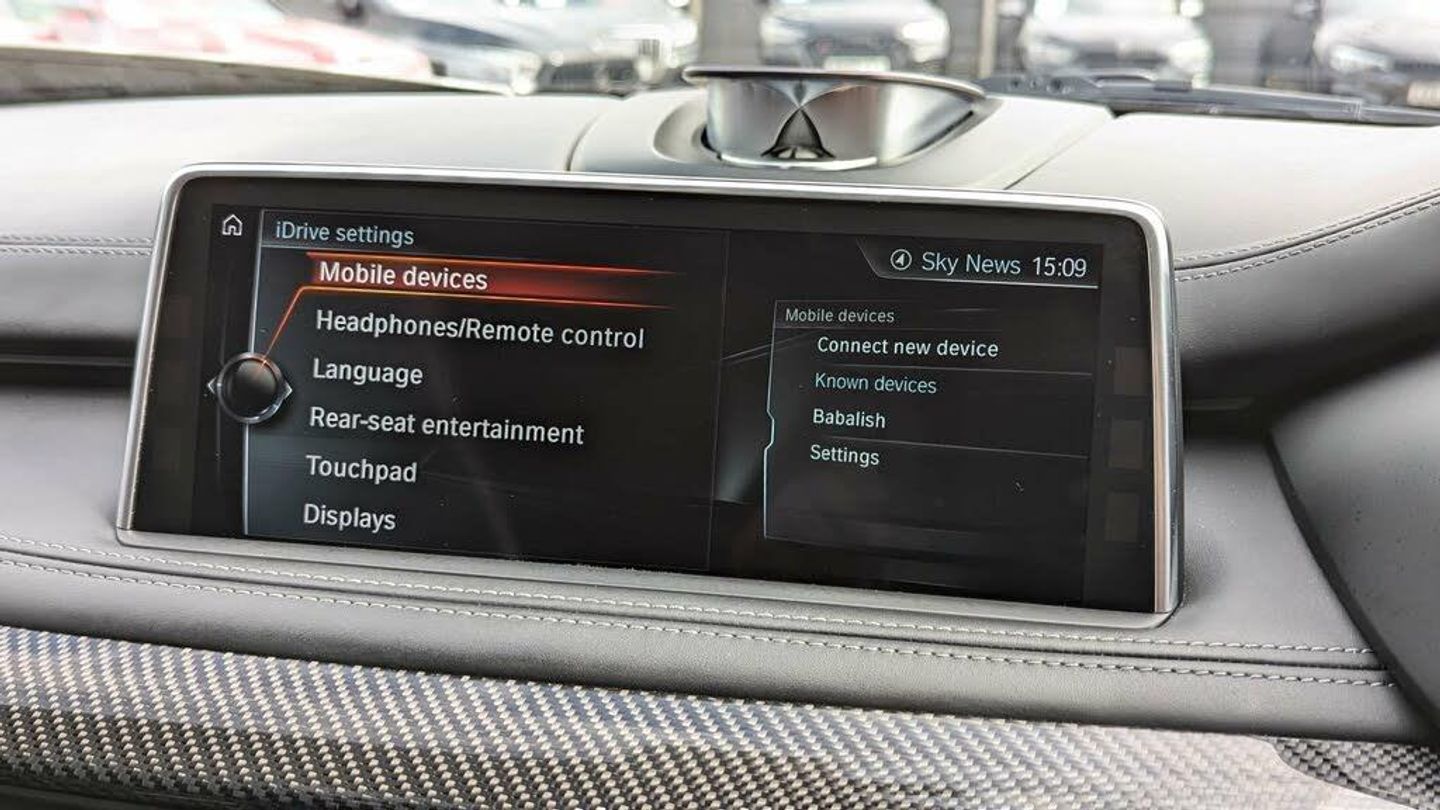 iDrive settings
Mobile devices
Headphones/Remote control
Language
Rear-seat entertainment
Touchpad
Displays
Sky News 15:09
Mobile devices
Connect new device
Known devices
Babalish
Settings